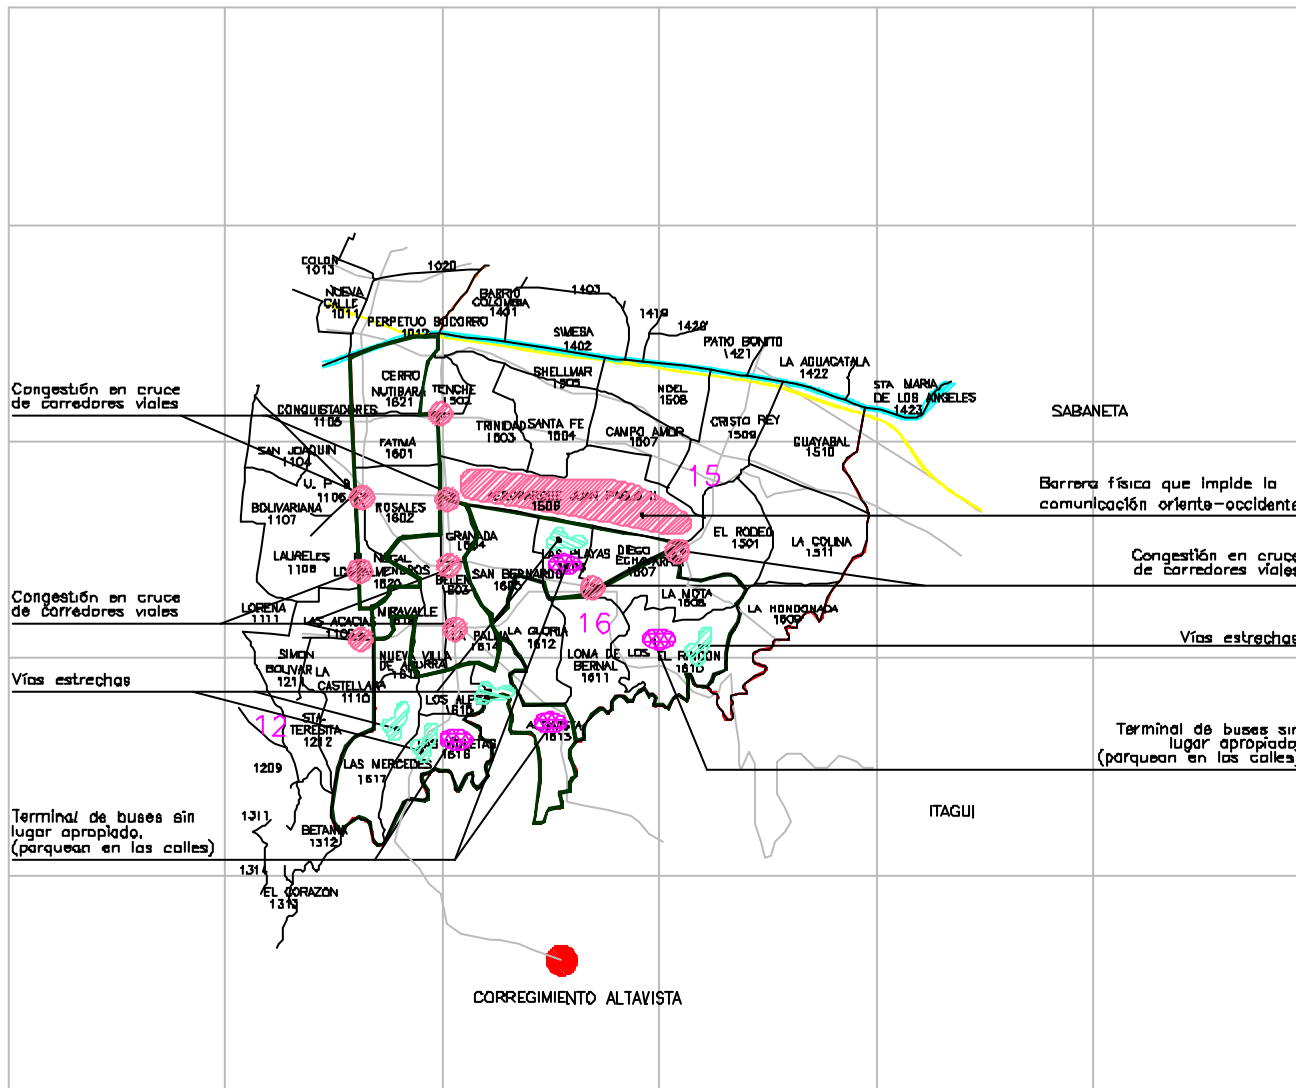 COLON
1013
1020
NUEVA
CALLE
1011
BARRIO
COLOMBIA
1403
PERPETUO SOCORRO
1012
SIMESA
1402
1419
1420
PATIO BONITO
1421
LA AGUACATALA
1422
STA MARIA
DE LOS ANGELES
1423
SABANETA
Congestión en cruce
de corredores viales
CERRO
NUTIBARA
1621
TENCHE
1502
SHELLMAR
1505
NOEL
1508
CONQUISTADORES
TRINIDAD
1503
SANTA FE
1504
CAMPO AMOR
1507
CRISTO REY
1509
GUAYABAL
1510
FATIMA
1601
SAN JOAQUIN
1104
U. P. B
1106
BOLIVARIANA
1107
ROSALES
1602
15
Barrera física que impide la
comunicación oriente-occidente
GRANADA
1604
EL RODEO
1501
LA COLINA
1511
LAURELES
1108
LAS PLAYAS
DIEGO
1607
BELEN
1603
SAN BERNARDO
1620
Congestión en cruce
de corredores viales
Congestión en cruce
de corredores viales
LORENA
1111
LAS ACACIAS
MIRAVALLE
LA MOTA
1608
LA HONDONADA
1609
16
LA PALMA
1614
LA GLORIA
1612
LOMA DE LOS
BERNAL
1611
EL RINCON
1610
Vías estrechas
SIMON
BOLIVAR
1211
LA
CASTELLANA
1110
NUEVA VILLA
DE ABURRA
Vías estrechas
12
STA.
TERESITA
1212
1613
1616
1209
LAS MERCEDES
1617
Terminal de buses sin
lugar apropiado,
(parquean en las calles)
Terminal de buses sin
lugar apropiado,
(parquean en las calles)
1311
BETANIA
1312
ITAGUI
1314
EL CORAZON
1313
CORREGIMIENTO ALTAVISTA